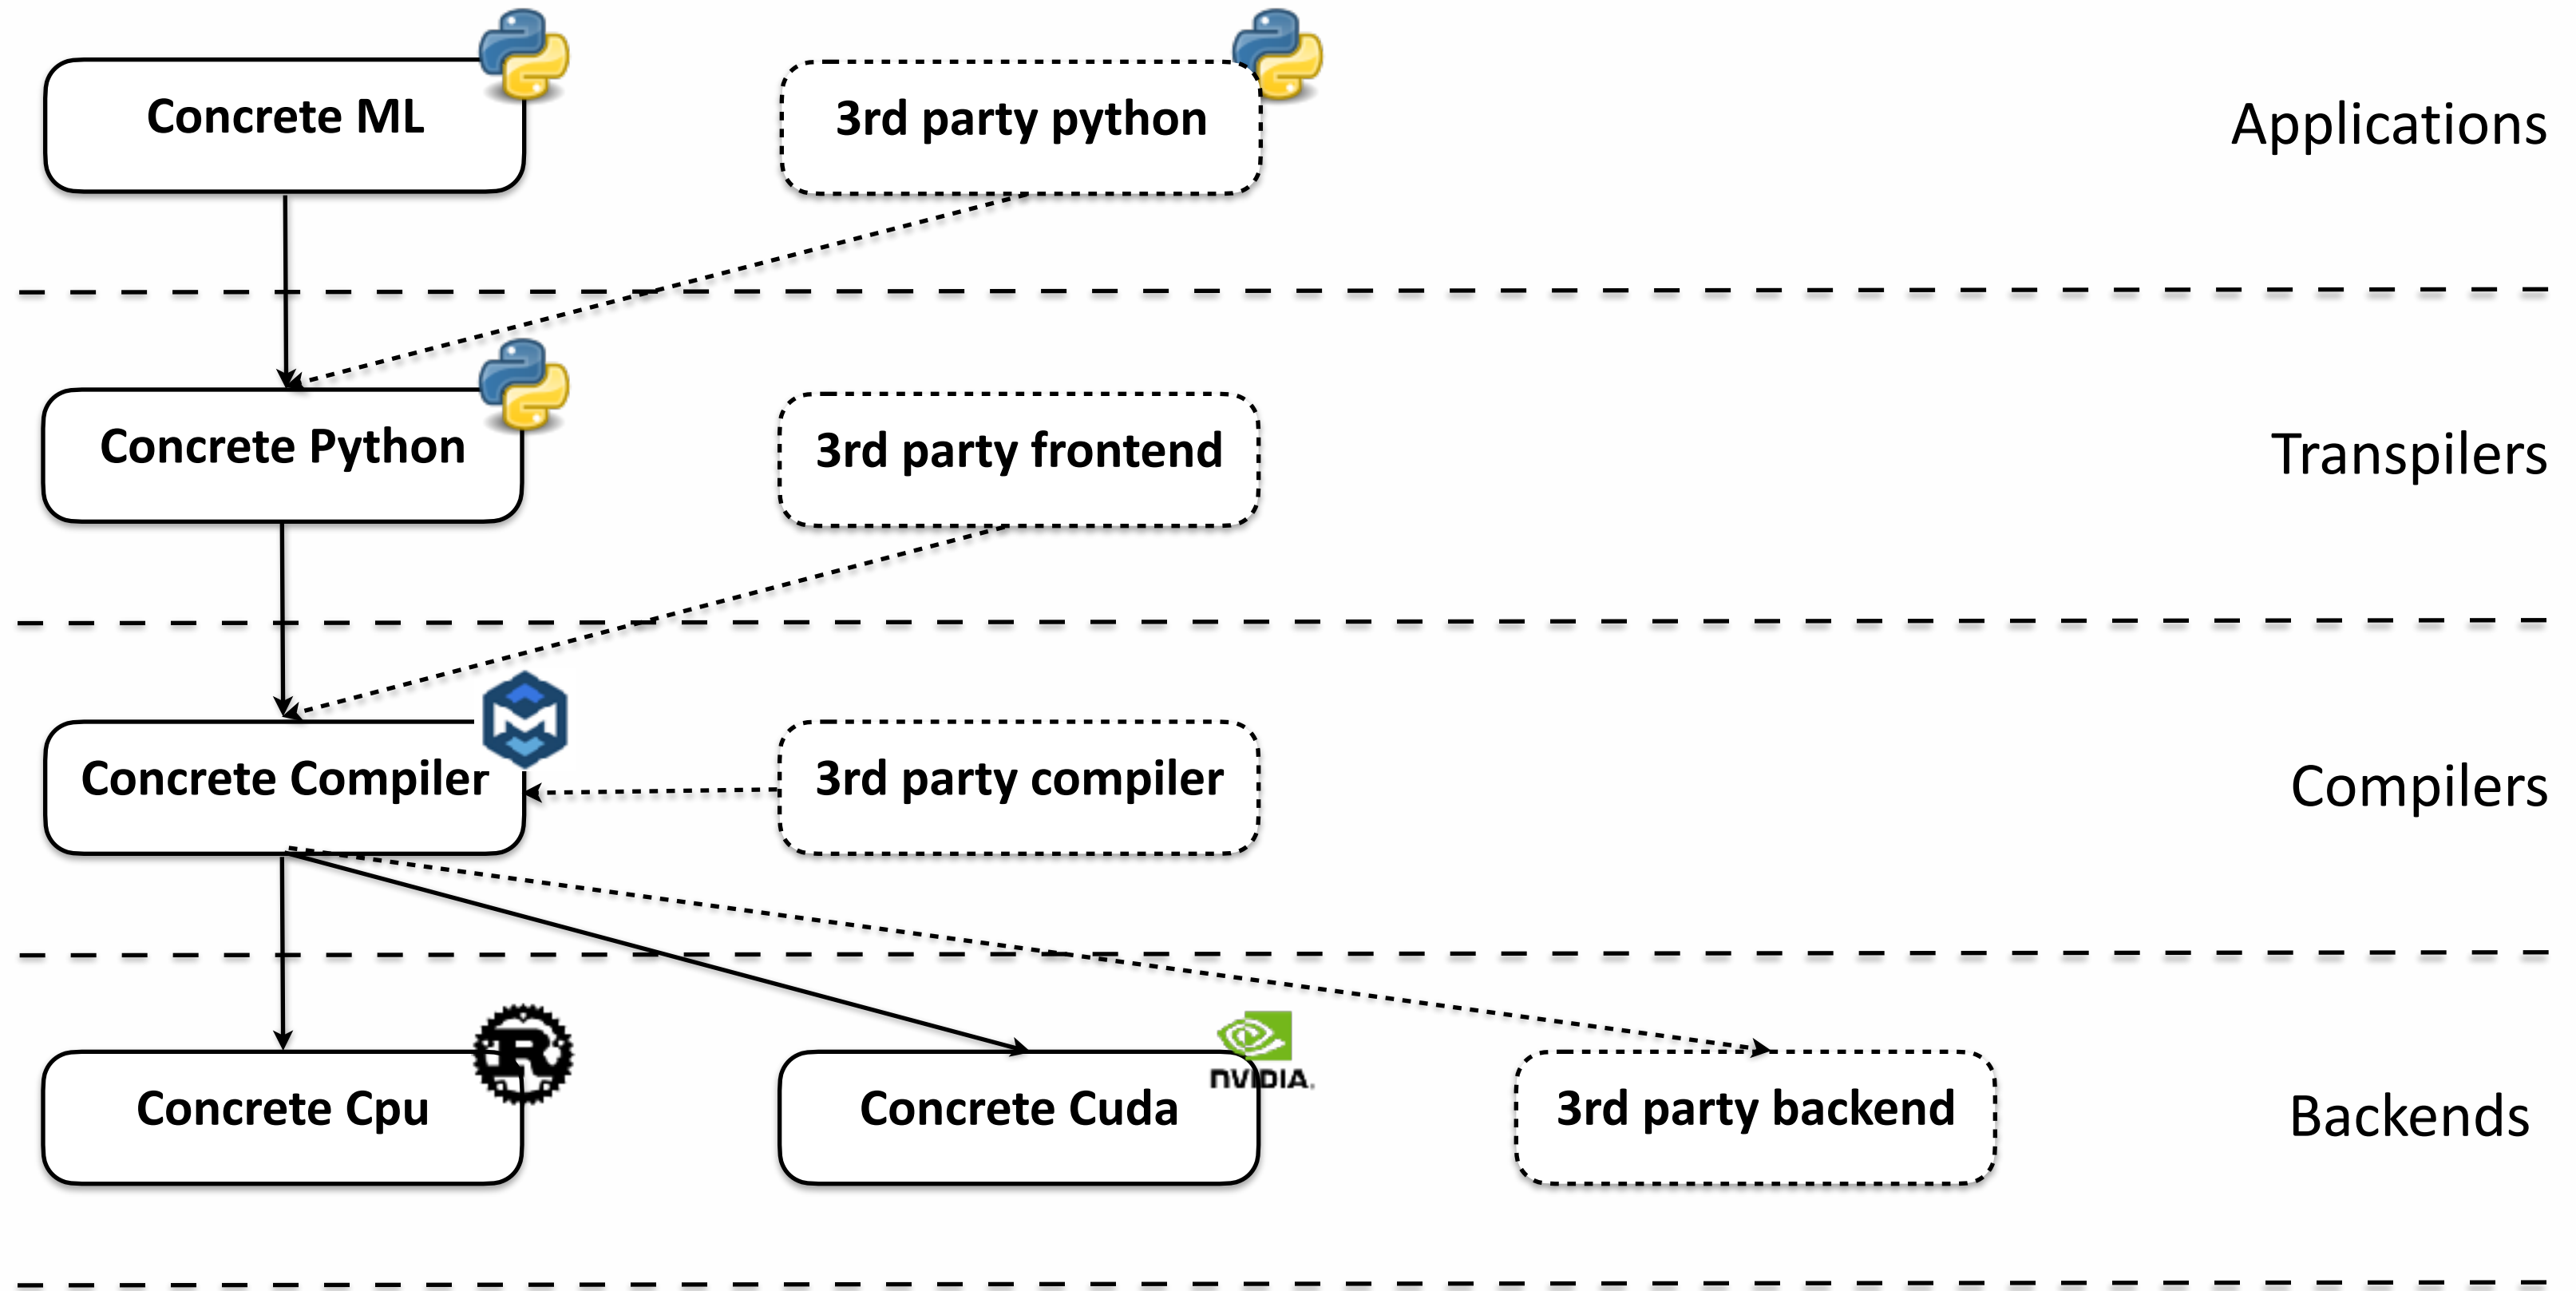 Concrete ML
3rd party python
Applications
Concrete Python
3rd party frontend
Transpilers
Concrete Compiler
3rd party compiler
Compilers
R
NVIDIA.
Concrete Cpu
Concrete Cuda
3rd party backend
Backends